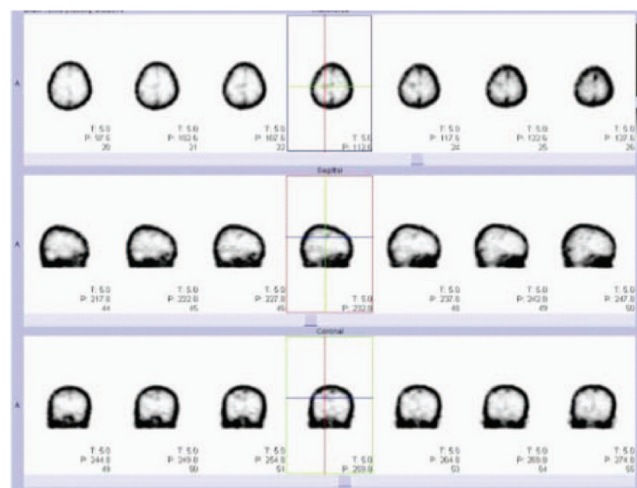 A
T: 5.0 T: 5.0 T: 5.0 T: 5.0 T: 5.0 T: 5.0 T: 5.0
P: 97.6 P: 102.6 P: 107.6 P: 112.6 P: 117.6 P: 122.6 P: 127.6
20 21 22 24 25 26
Sagittal
A
T: 5.0 T: 5.0 T: 5.0 T: 5.0 T: 5.0 T: 5.0 T: 5.0
P: 217.8 P: 222.8 P: 227.8 P: 232.8 P: 237.8 P: 242.8 P: 247.8
44 45 46 48 49 50
Coronal
A
T: 5.0 T: 5.0 T: 5.0 T: 5.0 T: 5.0 T: 5.0 T: 5.0
P: 244.8 P: 249.8 P: 254.8 P: 259.8 P: 264.8 P: 269.8 P: 274.8
49 50 51 53 54 55